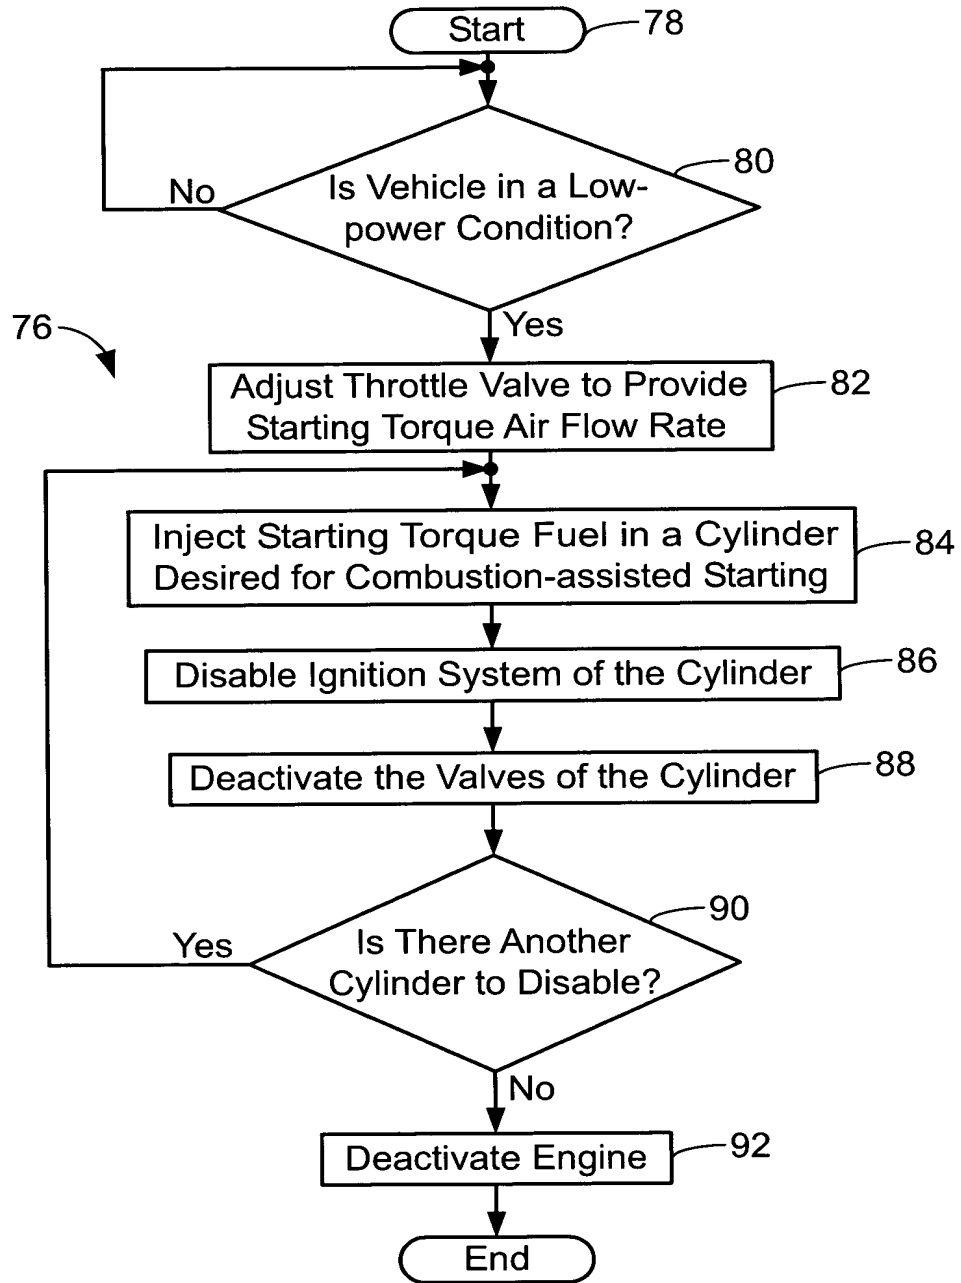 Start
78
80
Is Vehicle in a Low-
power Condition?
No
Yes
76
Adjust Throttle Valve to Provide
Starting Torque Air Flow Rate
82
Inject Starting Torque Fuel in a Cylinder
Desired for Combustion-assisted Starting
84
Disable Ignition System of the Cylinder
86
Deactivate the Valves of the Cylinder
88
90
Is There Another
Cylinder to Disable?
Yes
No
Deactivate Engine
92
End